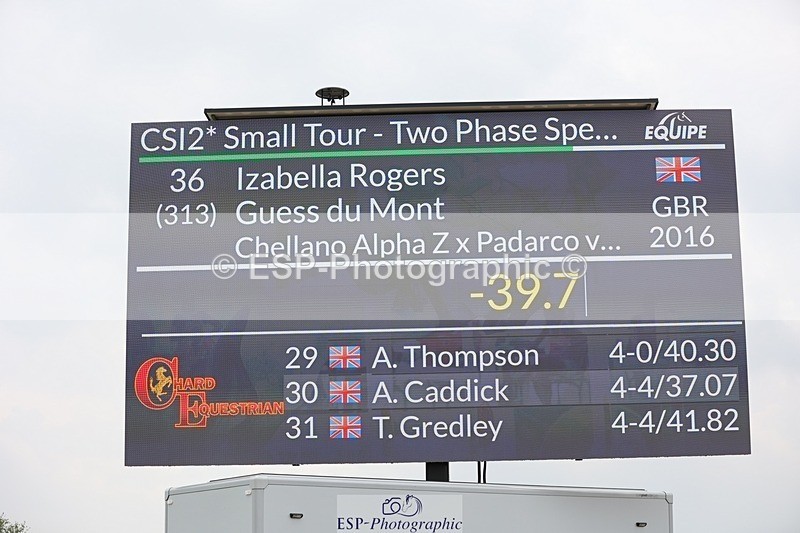 CSI2* Small Tour - Two Phase Spe...
EQUIPE
36 Izabella Rogers
(313) Guess du Mont GBR
Chellano Alpha Z x Padarco v... 2016
© ESP-Photographic ©
-39.7
29 A. Thompson 4-0/40.30
30 A. Caddick 4-4/37.07
31 T. Gredley 4-4/41.82
CHARD
EQUESTRIAN
ESP-Photographic